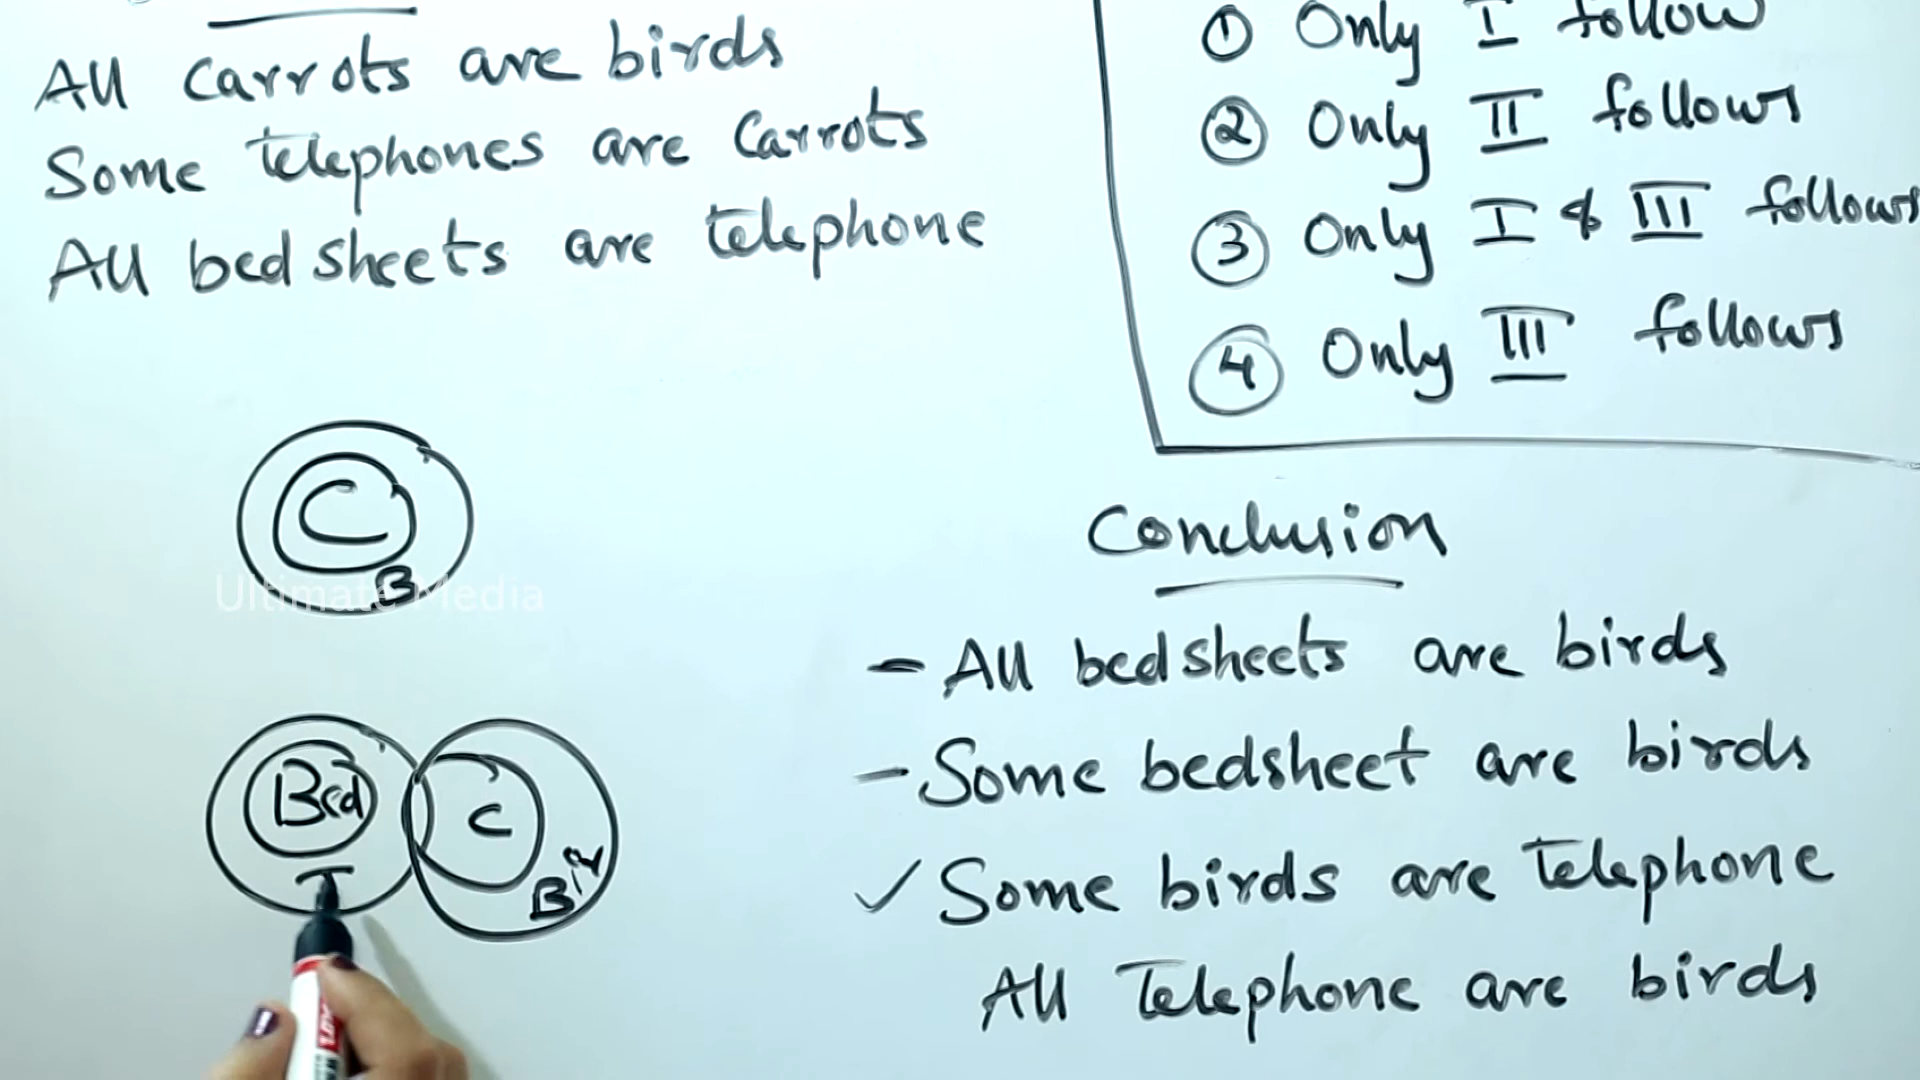 All carrots are birds
Some telephones are carrots
All bedsheets are telephone
① Only I follow
② Only II follows
③ Only I & III follows
④ Only III follows
C
B
Ultimate Media
Conclusion
- All bedsheets are birds
- Some bedsheet are birds
✓ Some birds are telephone
All Telephone are birds
Bed
T
C
Bir